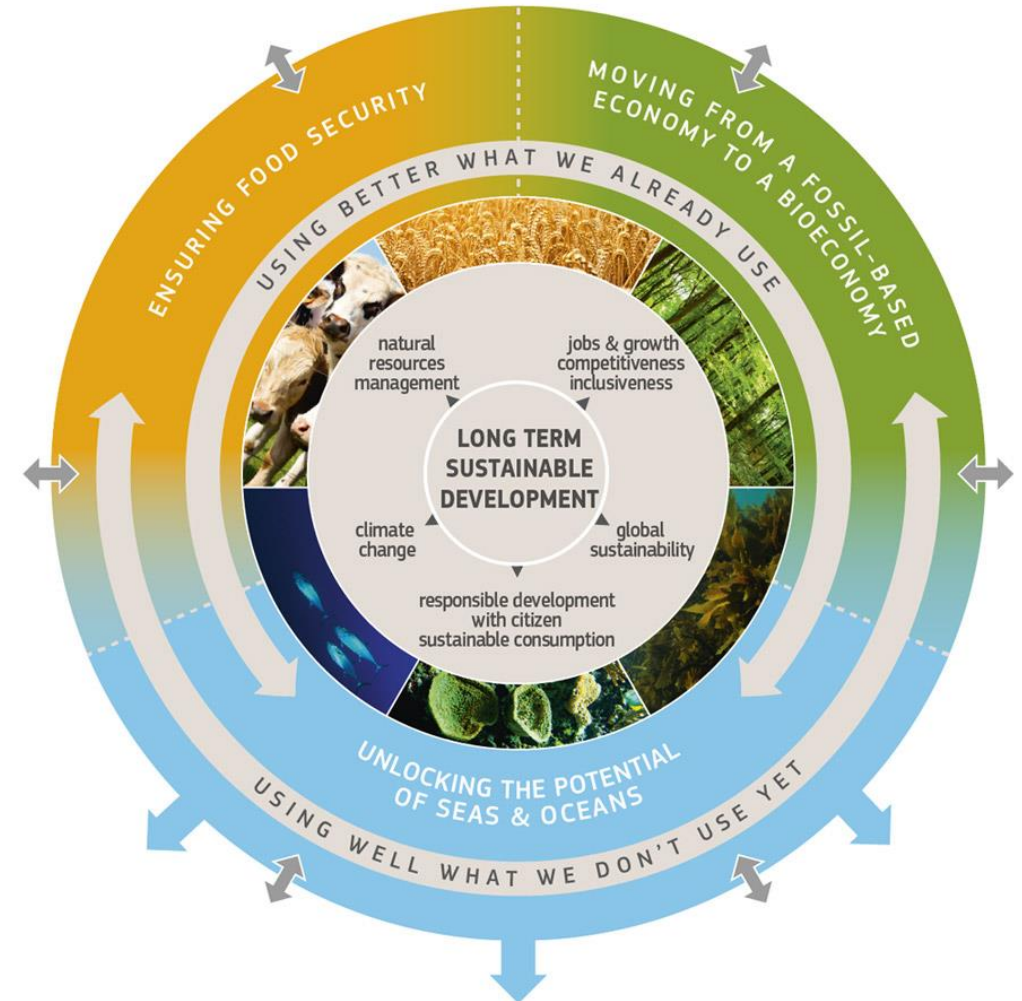 ENSURING FOOD SECURITY
MOVING FROM A FOSSIL-BASED
ECONOMY TO A BIOECONOMY
USING BETTER WHAT WE ALREADY USE
natural
resources
management
jobs & growth
competitiveness
inclusiveness
LONG TERM
SUSTAINABLE
DEVELOPMENT
climate
change
global
sustainability
responsible development
with citizen
sustainable consumption
UNLOCKING THE POTENTIAL
OF SEAS & OCEANS
USING WELL WHAT WE DON'T USE YET